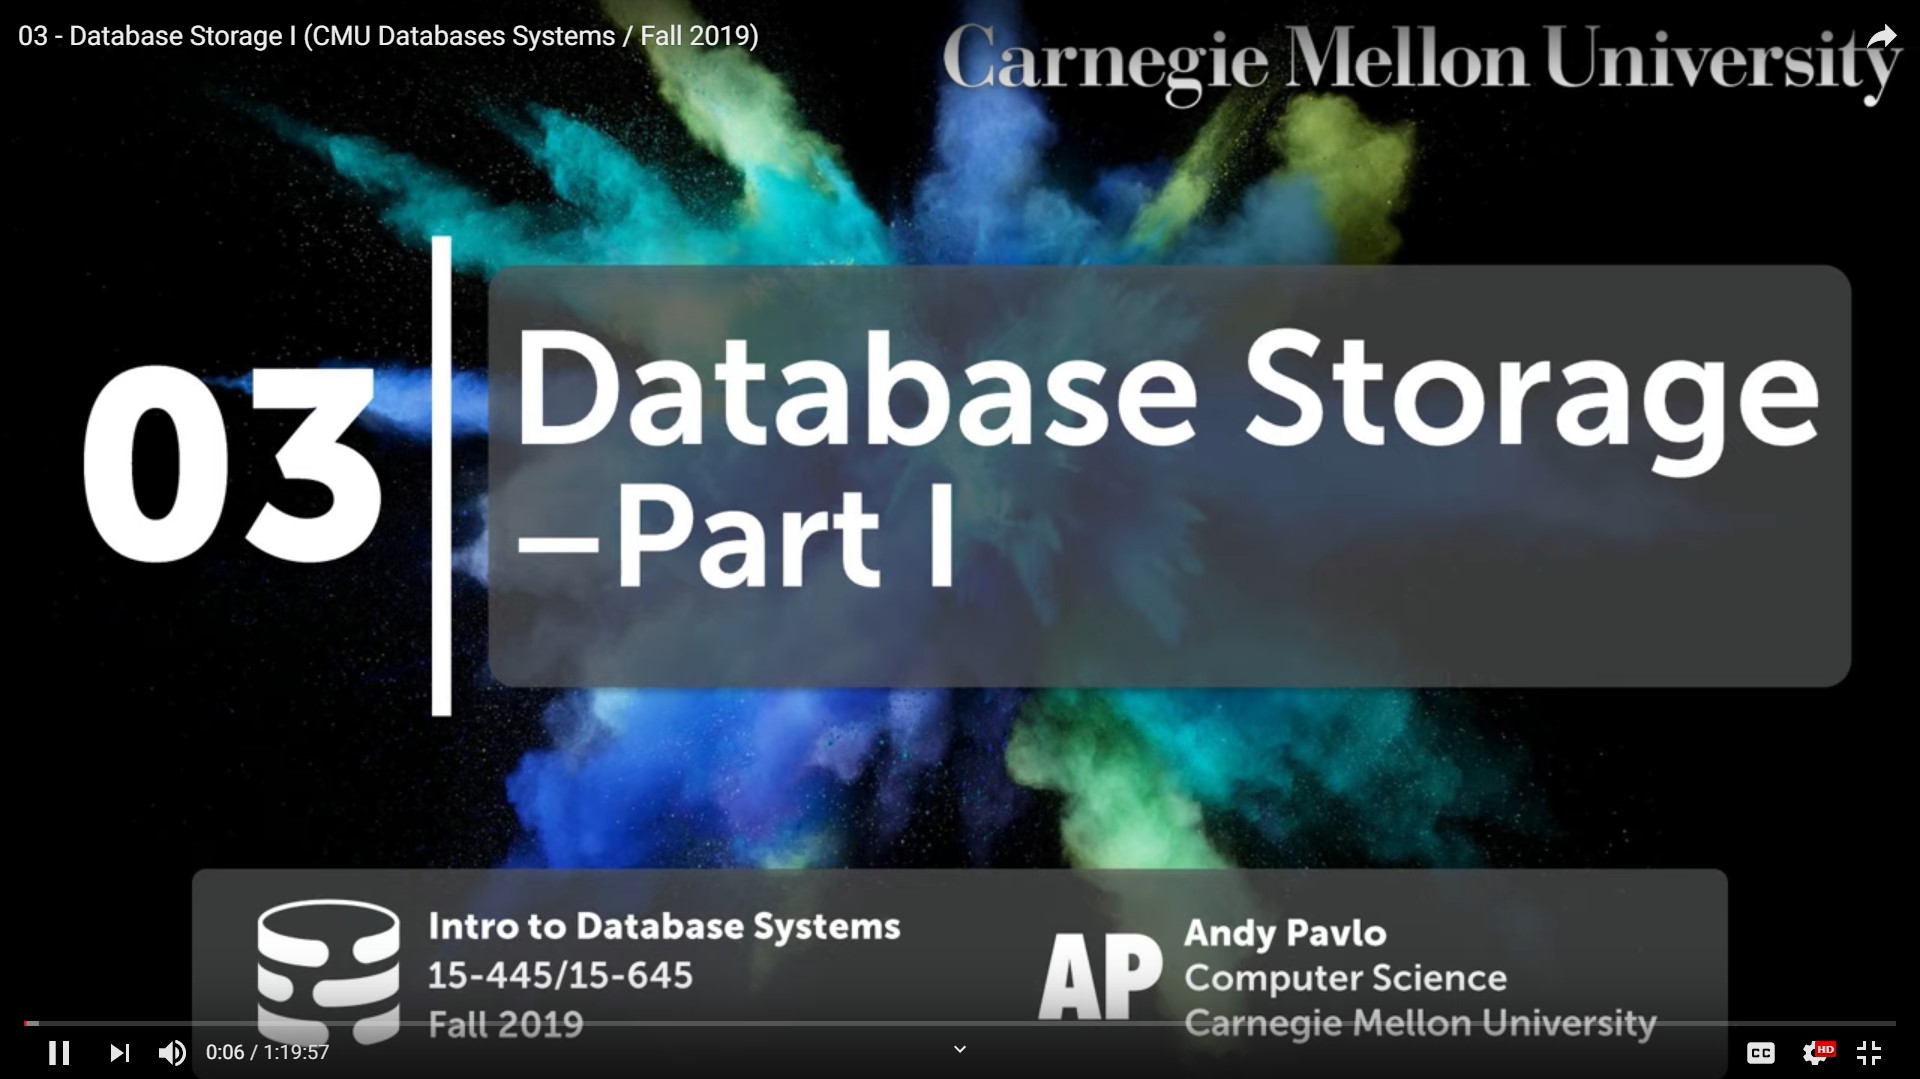 03 - Database Storage I (CMU Databases Systems / Fall 2019)
Carnegie Mellon University
03
Database Storage
–Part I
Intro to Database Systems
15-445/15-645
Fall 2019
AP
Andy Pavlo
Computer Science
Carnegie Mellon University
0:06 / 1:19:57
CC
HD